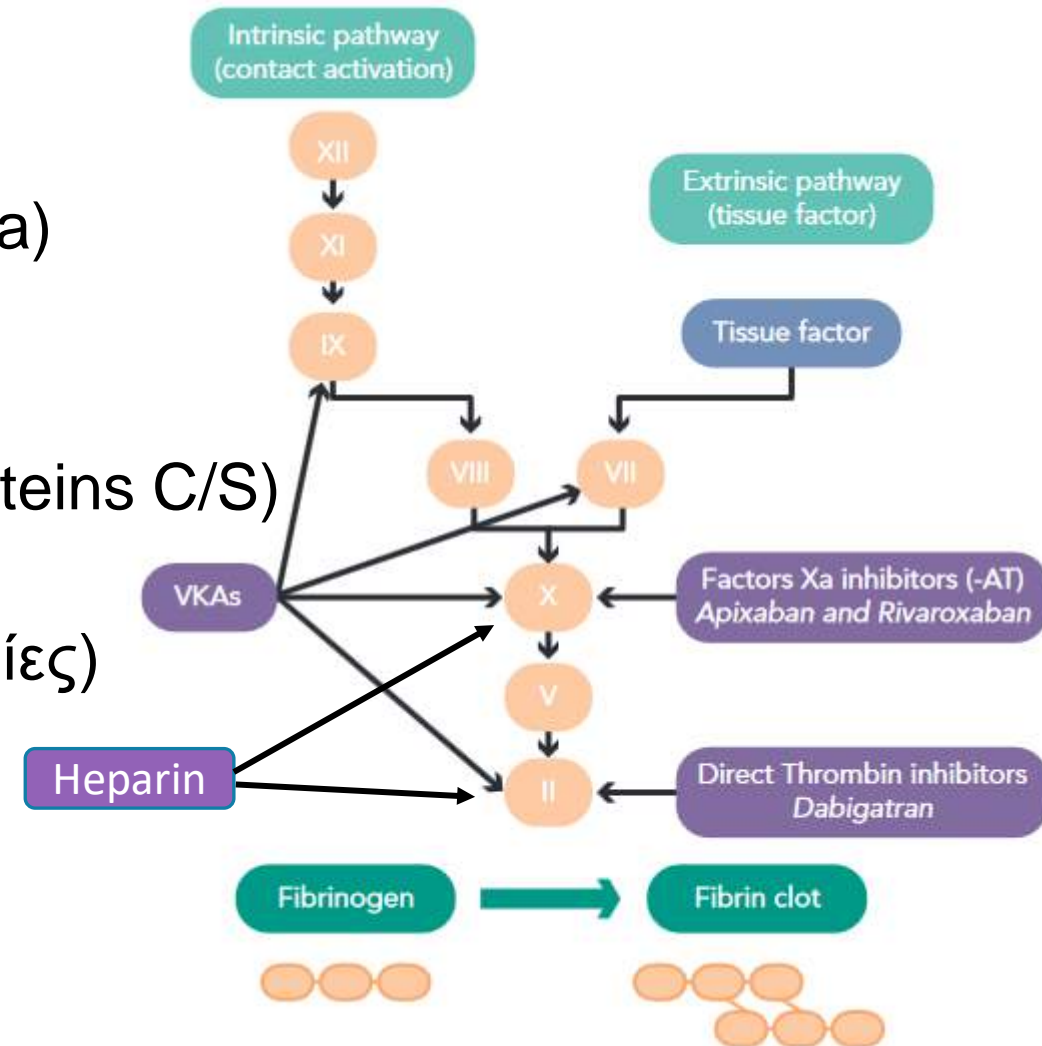 Intrinsic pathway
(contact activation)
XII
Extrinsic pathway
(tissue factor)
a)
XI
Tissue factor
IX
VIII
VII
teins C/S)
VKAs
X
Factors Xa inhibitors (-AT)
Apixaban and Rivaroxaban
ίες)
V
Heparin
II
Direct Thrombin inhibitors
Dabigatran
Fibrinogen
Fibrin clot